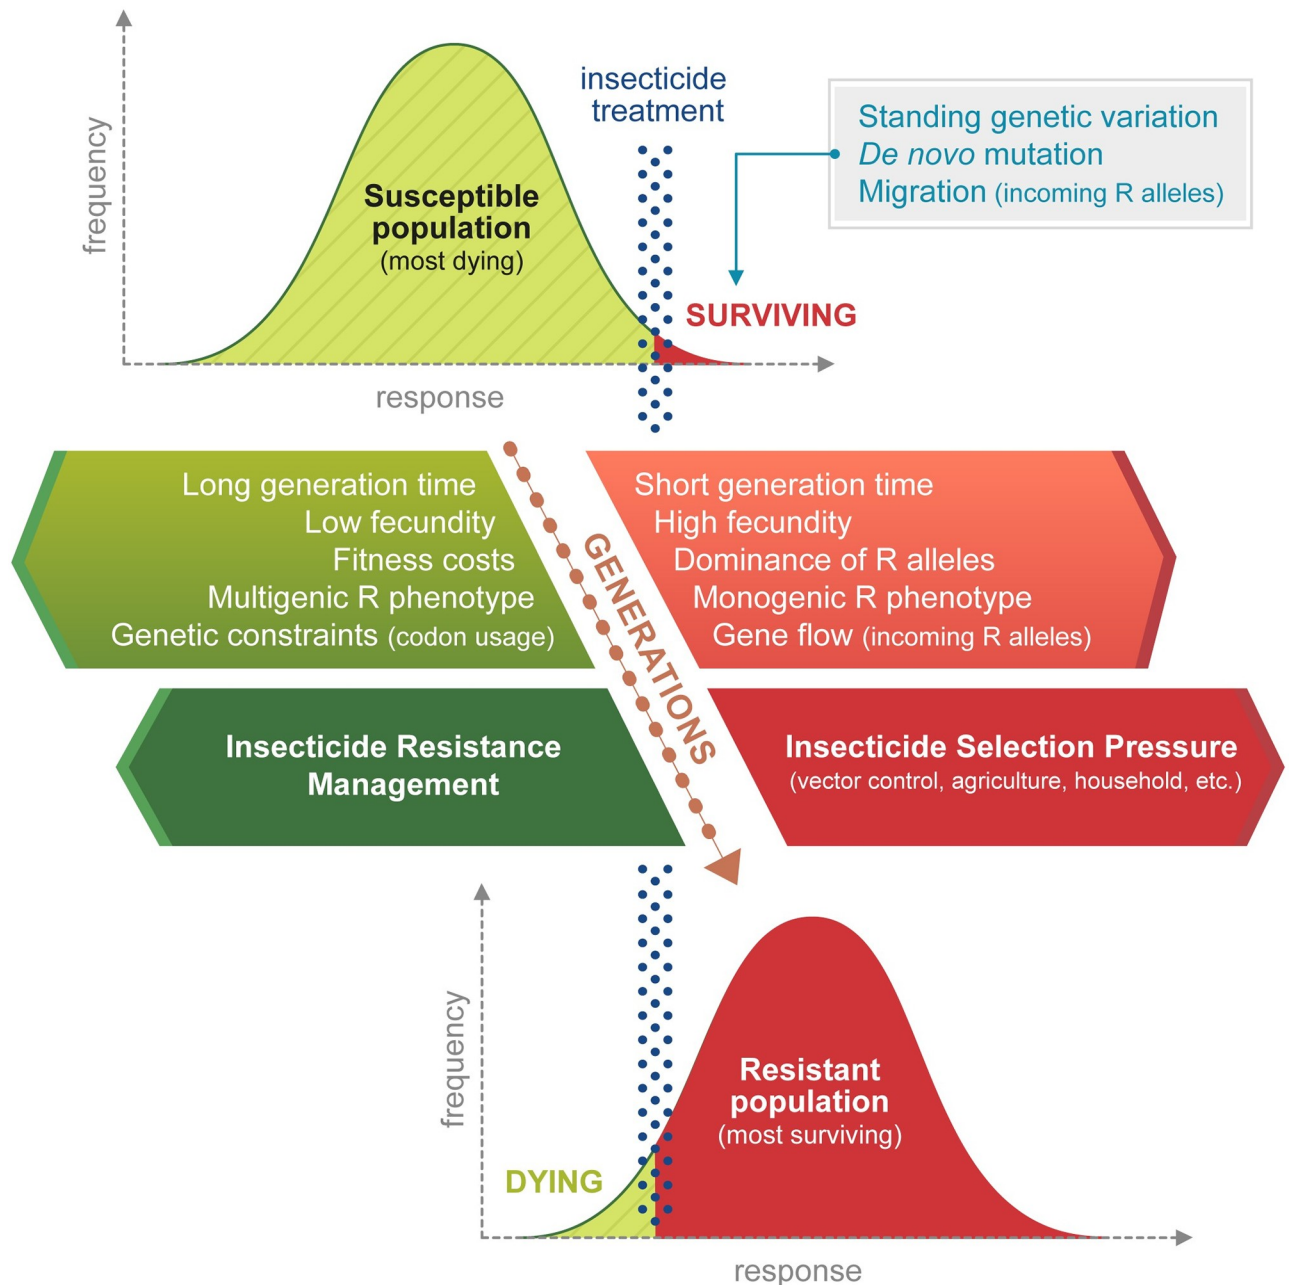 frequency
Susceptible
population
(most dying)
response
insecticide
treatment
Standing genetic variation
De novo mutation
Migration (incoming R alleles)
SURVIVING
Long generation time
Low fecundity
Fitness costs
Multigenic R phenotype
Genetic constraints (codon usage)
GENERATIONS
Short generation time
High fecundity
Dominance of R alleles
Monogenic R phenotype
Gene flow (incoming R alleles)
Insecticide Resistance
Management
Insecticide Selection Pressure
(vector control, agriculture, household, etc.)
frequency
DYING
Resistant
population
(most surviving)
response